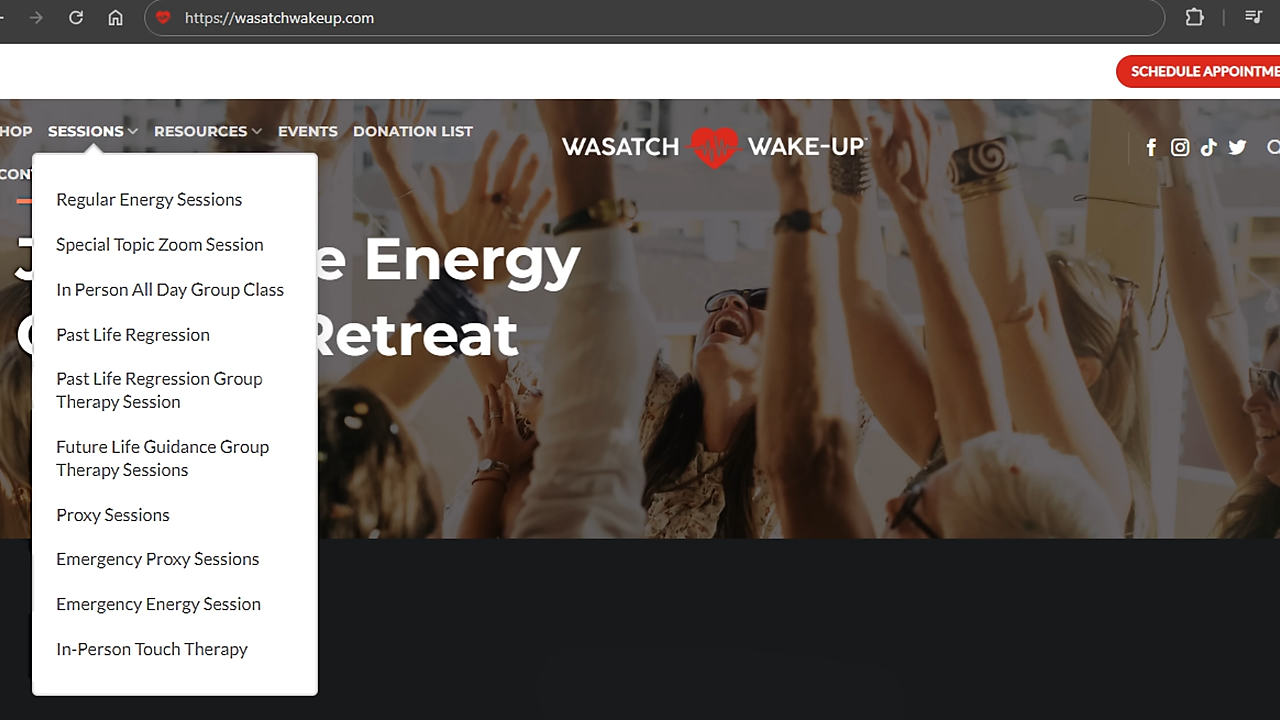 https://wasatchwakeup.com
SCHEDULE APPOINTME
HOP SESSIONS RESOURCES EVENTS DONATION LIST
WASATCH WAKE-UP
CON
Regular Energy Sessions
Special Topic Zoom Session
In Person All Day Group Class
Past Life Regression
Past Life Regression Group
Therapy Session
Future Life Guidance Group
Therapy Sessions
Proxy Sessions
Emergency Proxy Sessions
Emergency Energy Session
In-Person Touch Therapy
e Energy
Retreat